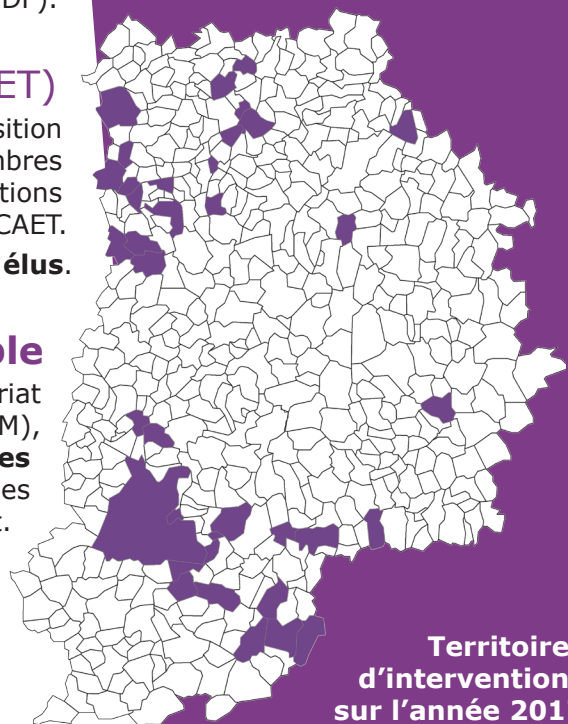 DF).
ET)
sition
mbres
tions
CAET.
élus.
ble
riat
M),
es
es
t.
Territoire
d'intervention
sur l'année 201